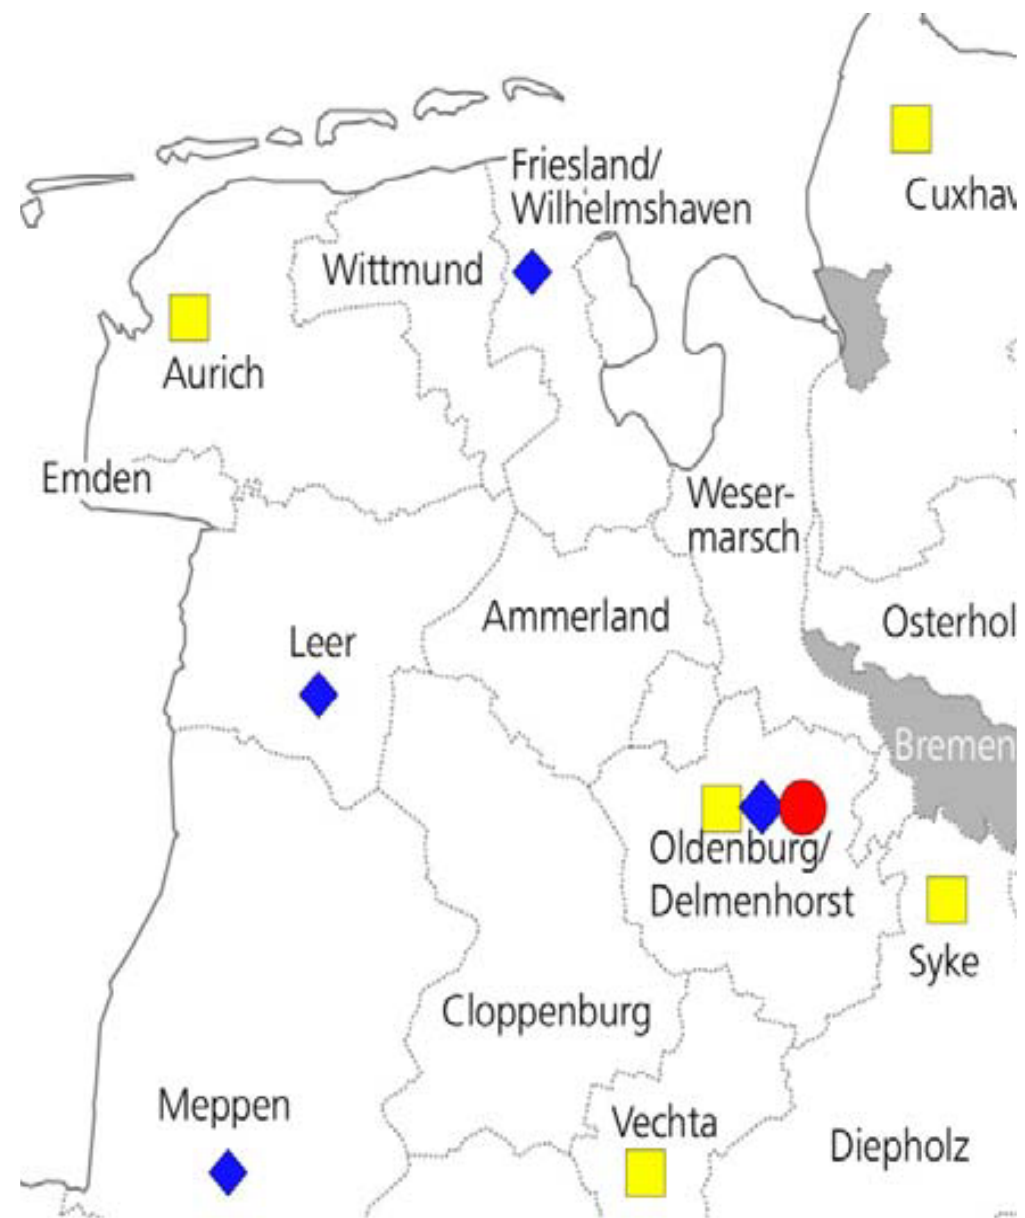 Friesland/
Wilhelmshaven
Cuxhav
Wittmund
Aurich
Emden
Weser-
marsch
Ammerland
Osterhol
Leer
Bremen
Oldenburg/
Delmenhorst
Syke
Cloppenburg
Meppen
Vechta
Diepholz